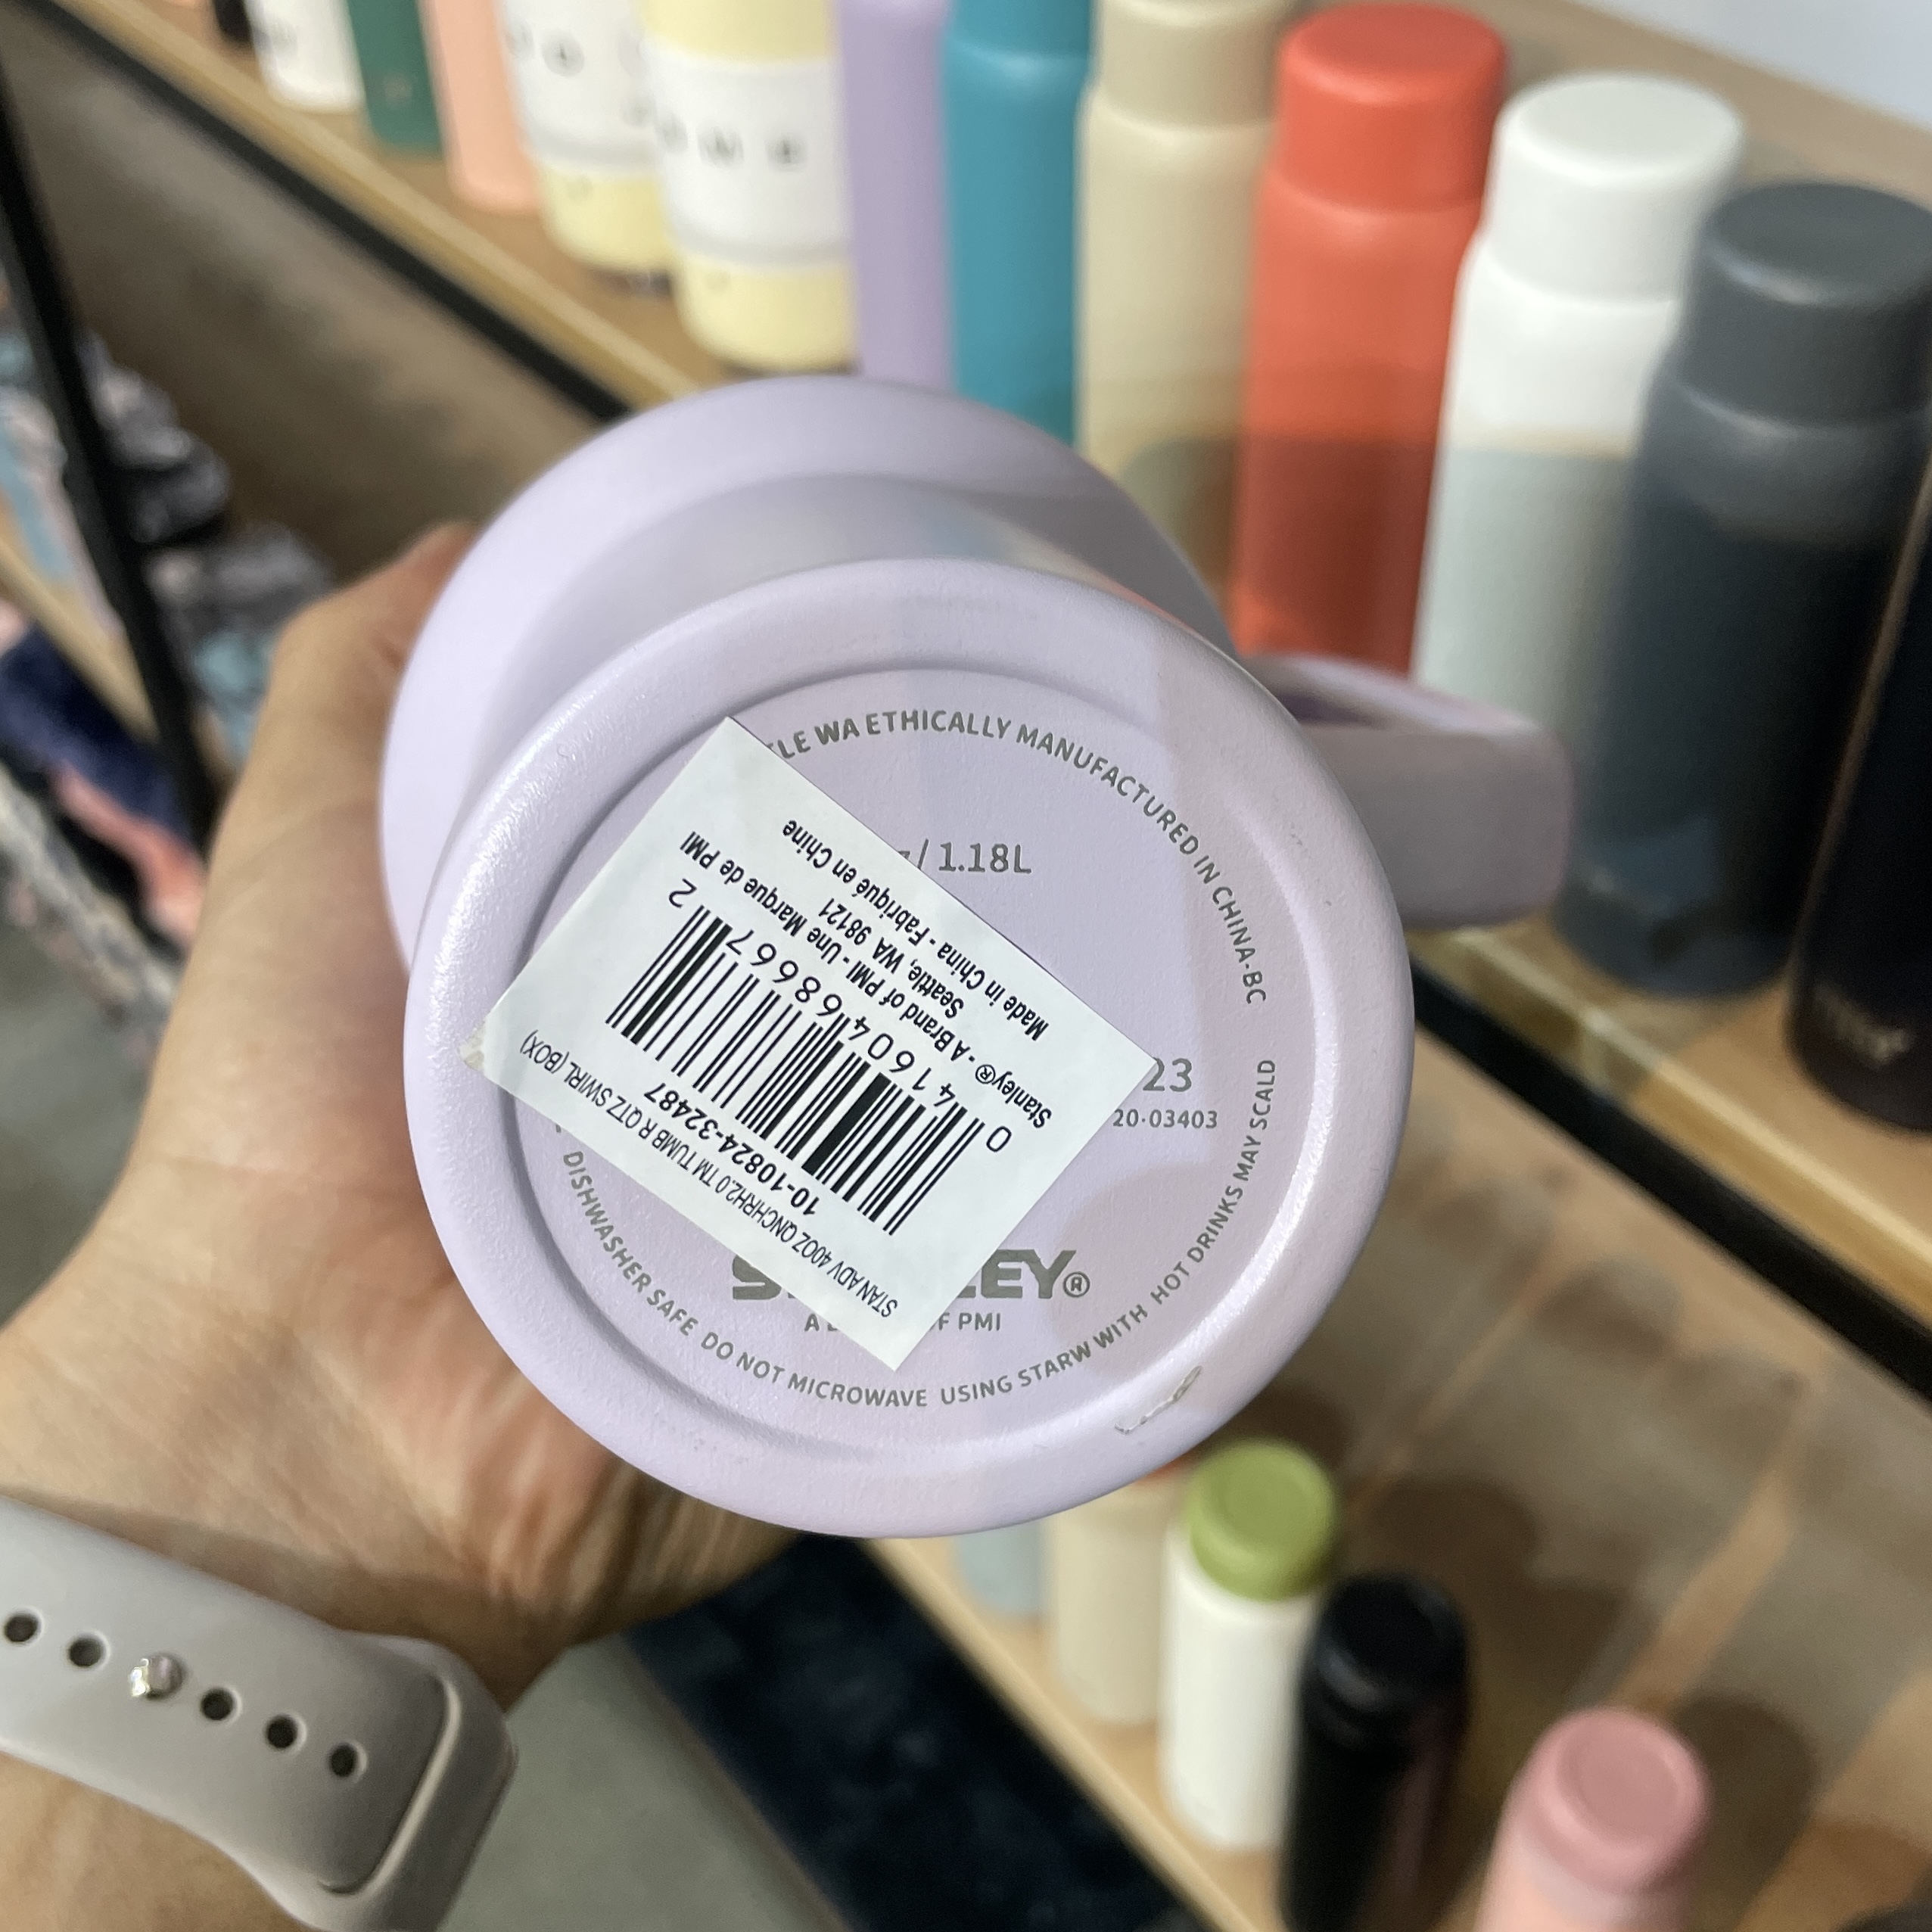 TLE WA ETHICALLY MANUFACTURED IN CHINA-BC
/ 1.18L
23
20-03403
EY®
F PMI
DISHWASHER SAFE DO NOT MICROWAVE USING STARW WITH HOT DRINKS MAY SCALD
STAN ADV 40OZ QNCHRH2.0 TM TUMB R QTZ SWIRL (BOX)
10-10824-32487
0 41604 68667 2
Stanley® - A Brand of PMI - Une Marque de PMI
Seattle, WA 98121
Made in China - Fabriqué en Chine